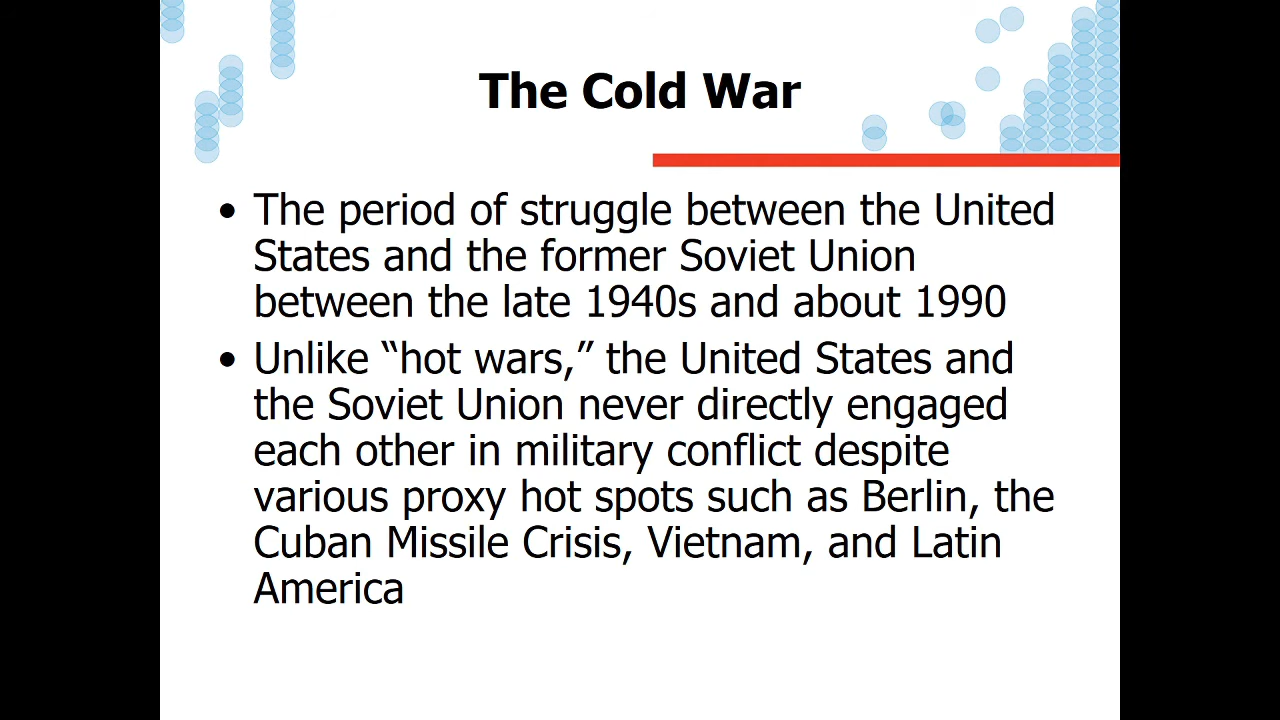 The Cold War
• The period of struggle between the United
States and the former Soviet Union
between the late 1940s and about 1990
• Unlike “hot wars,” the United States and
the Soviet Union never directly engaged
each other in military conflict despite
various proxy hot spots such as Berlin, the
Cuban Missile Crisis, Vietnam, and Latin
America